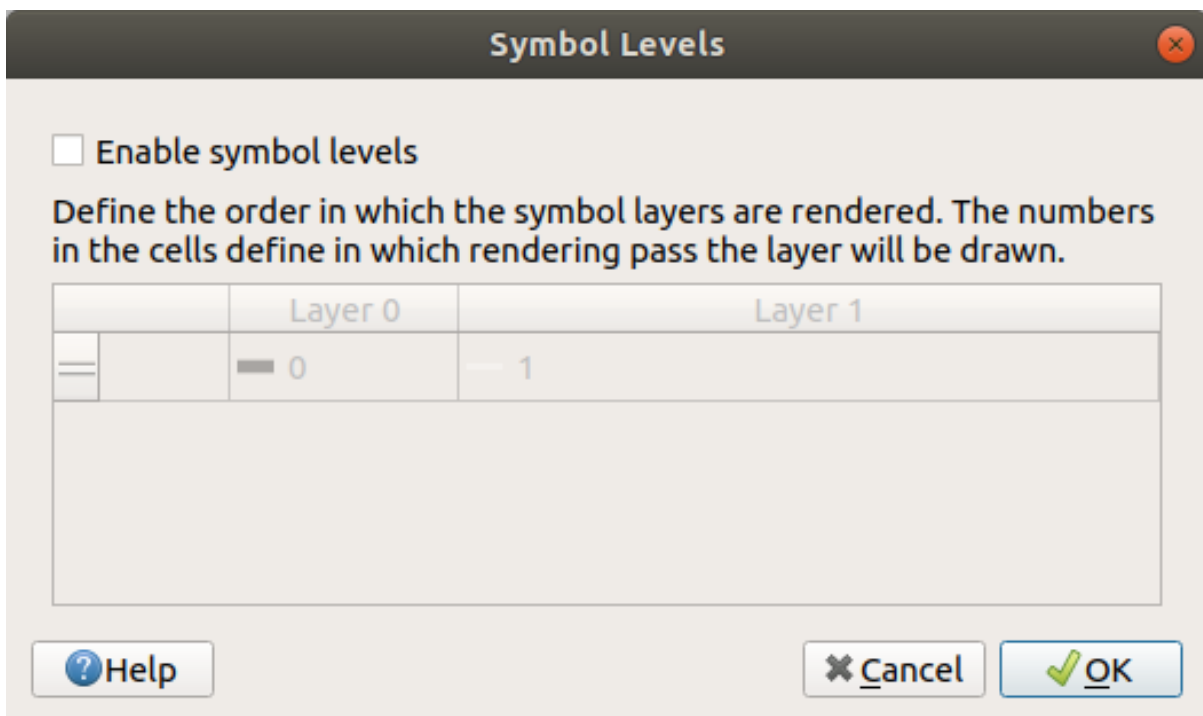 Symbol Levels
Enable symbol levels
Define the order in which the symbol layers are rendered. The numbers
in the cells define in which rendering pass the layer will be drawn.
Layer 0 Layer 1
0 1
Help Cancel OK